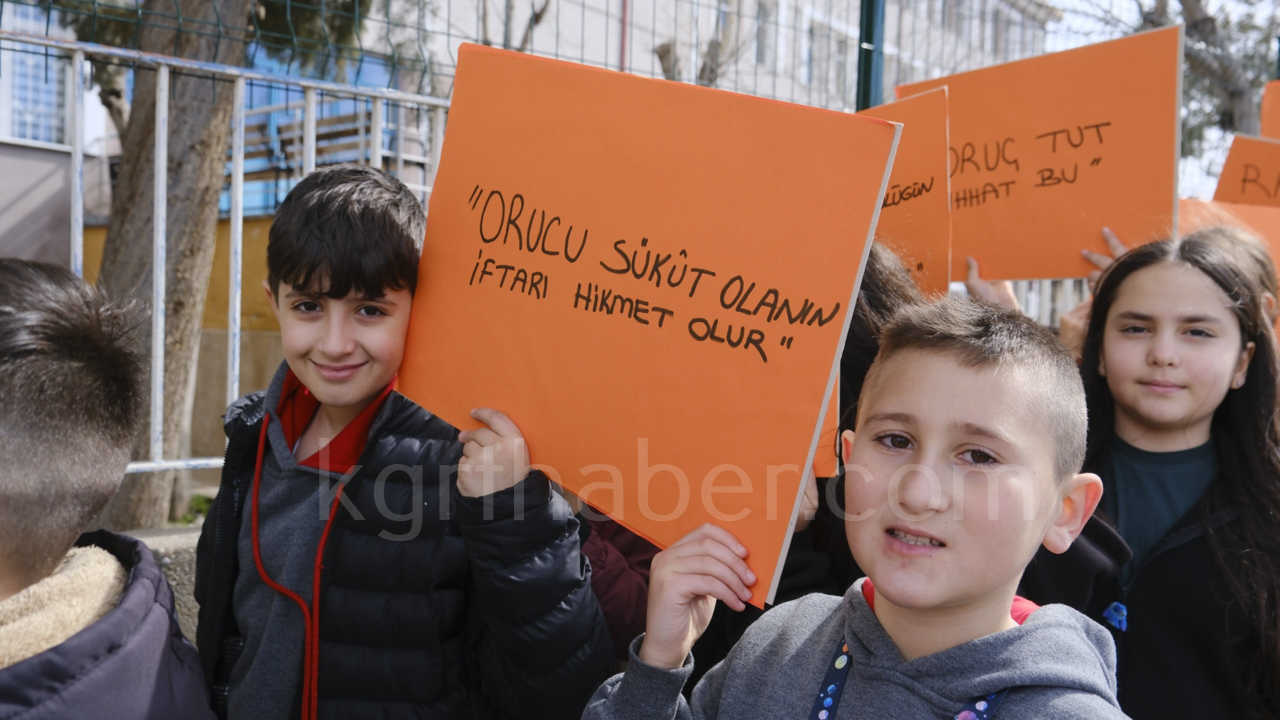 "ORUCU SÜKÛT OLANIN
İFTARI HİKMET OLUR"
ORUÇ TUT
SIHHAT BU"
kgrthaber.com